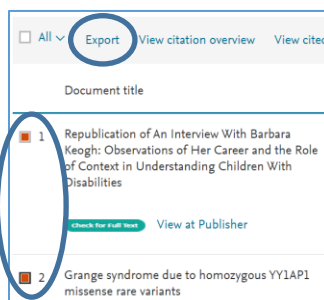 All Export View citation overview View cited
Document title
1 Republication of An Interview With Barbara
Keogh: Observations of Her Career and the Role
of Context in Understanding Children With
Disabilities
Check for Full Text View at Publisher
2 Grange syndrome due to homozygous YY1AP1
missense rare variants